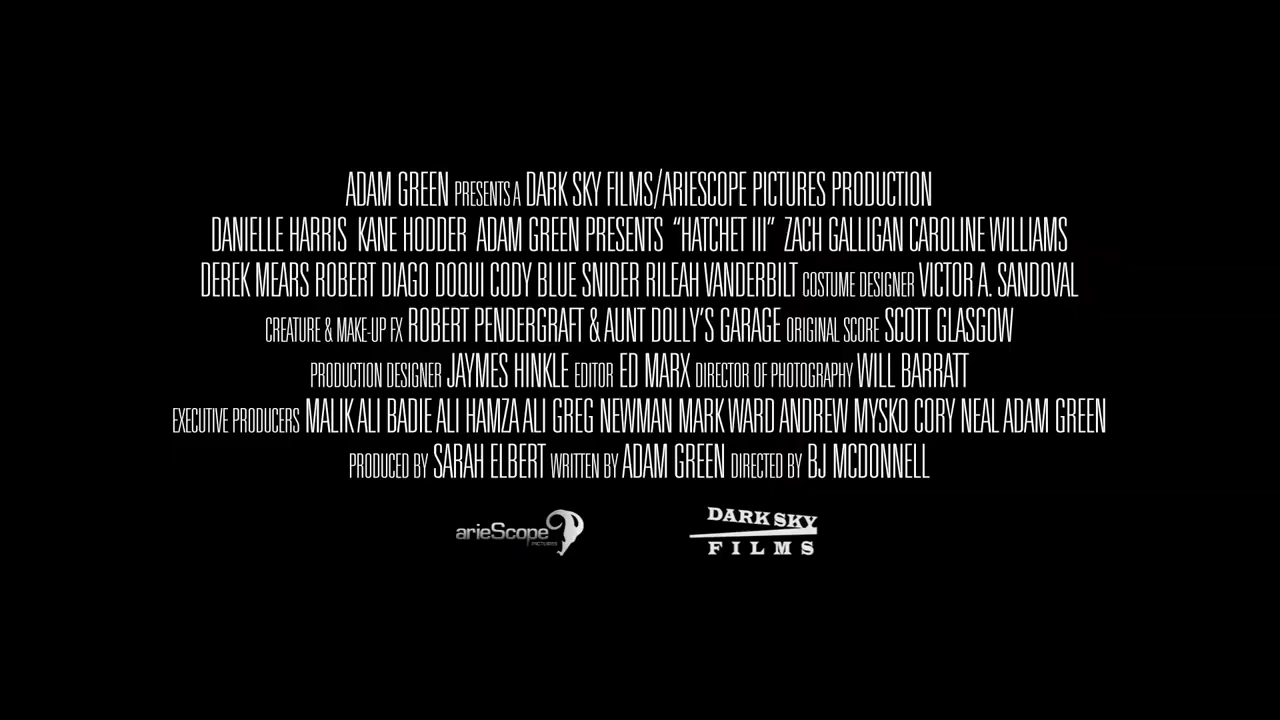 ADAM GREEN PRESENTS A DARK SKY FILMS/ARIESCOPE PICTURES PRODUCTION
DANIELLE HARRIS KANE HODDER ADAM GREEN PRESENTS “HATCHET III” ZACH GALLIGAN CAROLINE WILLIAMS
DEREK MEARS ROBERT DIAGO DOQUI CODY BLUE SNIDER RILEAH VANDERBILT COSTUME DESIGNER VICTOR A. SANDOVAL
CREATURE & MAKE-UP FX ROBERT PENDERGRAFT & AUNT DOLLY’S GARAGE ORIGINAL SCORE SCOTT GLASGOW
PRODUCTION DESIGNER JAYMES HINKLE EDITOR ED MARX DIRECTOR OF PHOTOGRAPHY WILL BARRATT
EXECUTIVE PRODUCERS MALIK ALI BADIE ALI HAMZA ALI GREG NEWMAN MARK WARD ANDREW MYSKO CORY NEAL ADAM GREEN
PRODUCED BY SARAH ELBERT WRITTEN BY ADAM GREEN DIRECTED BY BJ MCDONNELL
arieScope
PICTURES
DARK SKY
FILMS